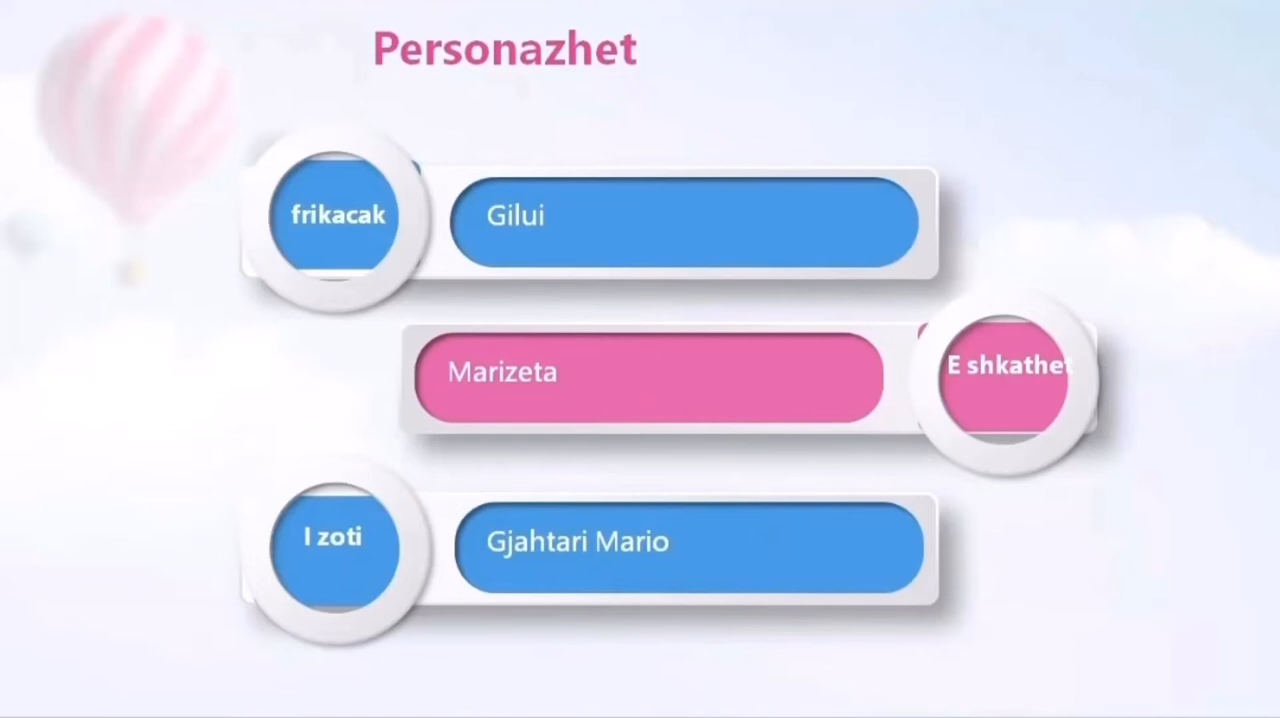 Personazhet
frikacak
Gilui
Marizeta
E shkathet
I zoti
Gjahtari Mario